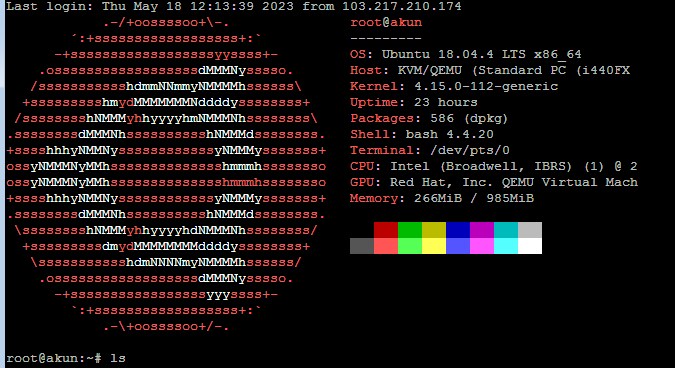 Last login: Thu May 18 12:13:39 2023 from 103.217.210.174
.-/+oossssoo+\-. root@akun
´:+ssssssssssssssssss+:` ---------
-+ssssssssssssssssssyyssss+- OS: Ubuntu 18.04.4 LTS x86_64
.ossssssssssssssssssdMMMNysssso. Host: KVM/QEMU (Standard PC (i440FX
/ssssssssssshdmmNNmmyNMMMMhssssss\ Kernel: 4.15.0-112-generic
+sssssssssshmydMMMMMMMNddddyssssssss+ Uptime: 23 hours
/sssssssshNMMMyhhyyyyhmNMMMNhssssssss\ Packages: 586 (dpkg)
.ssssssssdMMMNhsssssssssshNMMMdssssssss. Shell: bash 4.4.20
+sssshhhyNMMNyssssssssssssyNMMMysssssss+ Terminal: /dev/pts/0
ossyNMMMNyMMhsssssssssssssshmmmhssssssso CPU: Intel (Broadwell, IBRS) (1) @ 2
ossyNMMMNyMMhsssssssssssssshmmmhssssssso GPU: Red Hat, Inc. QEMU Virtual Mach
+sssshhhyNMMNyssssssssssssyNMMMysssssss+ Memory: 266MiB / 985MiB
.ssssssssdMMMNhsssssssssshNMMMdssssssss.
\sssssssshNMMMyhhyyyyhdNMMMNhssssssss/
+sssssssssdmydMMMMMMMMddddyssssssss+
\ssssssssssshdmNNNNmyNMMMMhssssss/
.ossssssssssssssssssdMMMNysssso.
-+sssssssssssssssssyyyssss+-
`:+ssssssssssssssssss+:`
.-\+oossssoo+/-.
root@akun:~# ls